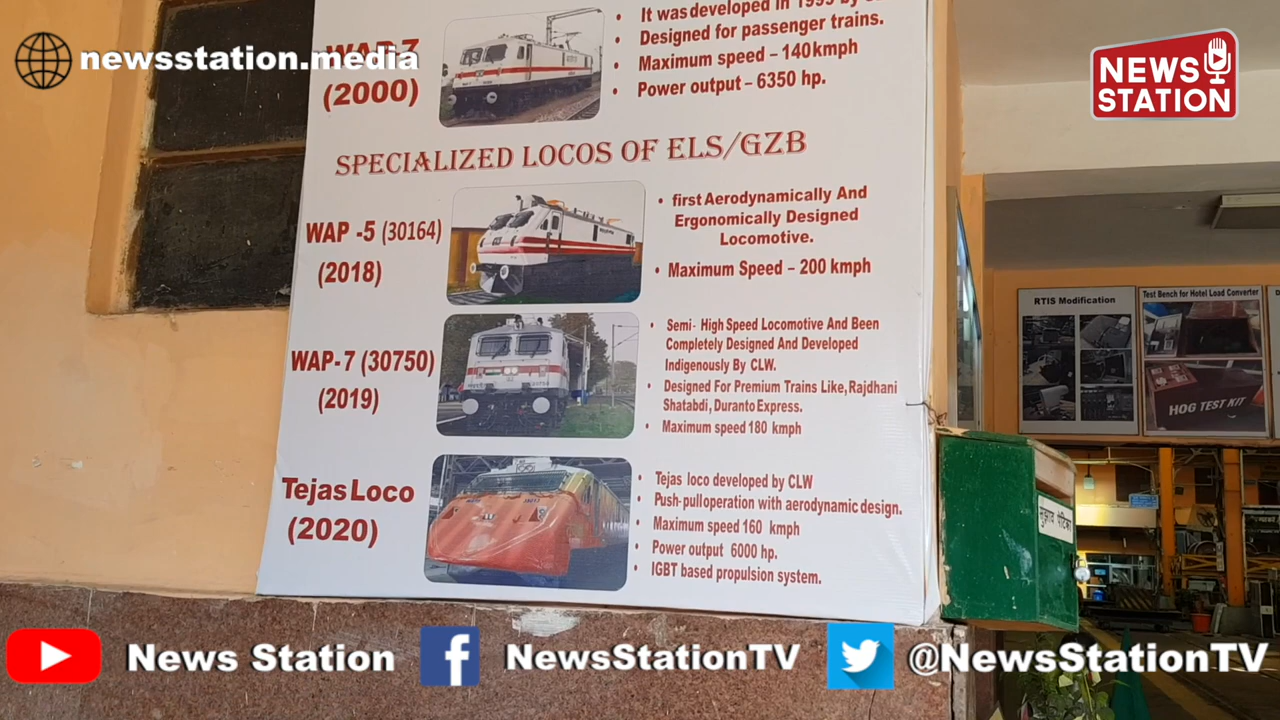 newsstation.media
NEWS
STATION
It was developed in 1999 by
Designed for passenger trains.
WAP-7
(2000)
Maximum speed – 140kmph
Power output – 6350 hp.
SPECIALIZED LOCOS OF ELS/GZB
WAP -5 (30164)
(2018)
first Aerodynamically And
Ergonomically Designed
Locomotive.
Maximum Speed – 200 kmph
WAP-7 (30750)
(2019)
Semi- High Speed Locomotive And Been
Completely Designed And Developed
Indigenously By CLW.
Designed For Premium Trains Like, Rajdhani
Shatabdi, Duranto Express.
Maximum speed 180 kmph
Tejas Loco
(2020)
Tejas loco developed by CLW
Push-pull operation with aerodynamic design.
Maximum speed 160 kmph
Power output 6000 hp.
IGBT based propulsion system.
RTIS Modification
Test Bench for Hotel Load Converter
HOG TEST KIT
सुझाव पेटिका
News Station
NewsStationTV
@NewsStationTV